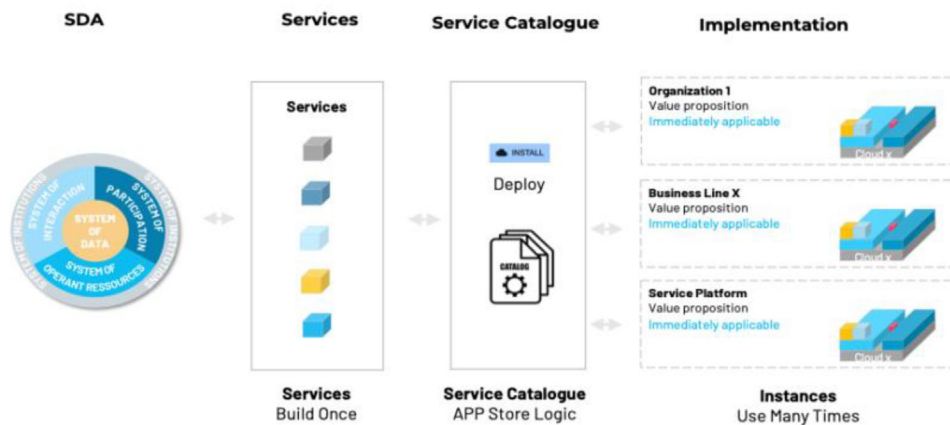 SDA
Services
Service Catalogue
Implementation
SYSTEM OF INSTITUTIONS
SYSTEM OF INSTITUTIONS
SYSTEM OF
INTERACTION
SYSTEM OF
PARTICIPATION
SYSTEM
OF
DATA
SYSTEM OF
OPERANT RESSOURCES
Services
Services
Build Once
INSTALL
Deploy
CATALOG
Service Catalogue
APP Store Logic
Organization 1
Value proposition
Immediately applicable
Cloud x
Business Line X
Value proposition
Immediately applicable
Cloud x
Service Platform
Value proposition
Immediately applicable
Cloud x
Instances
Use Many Times